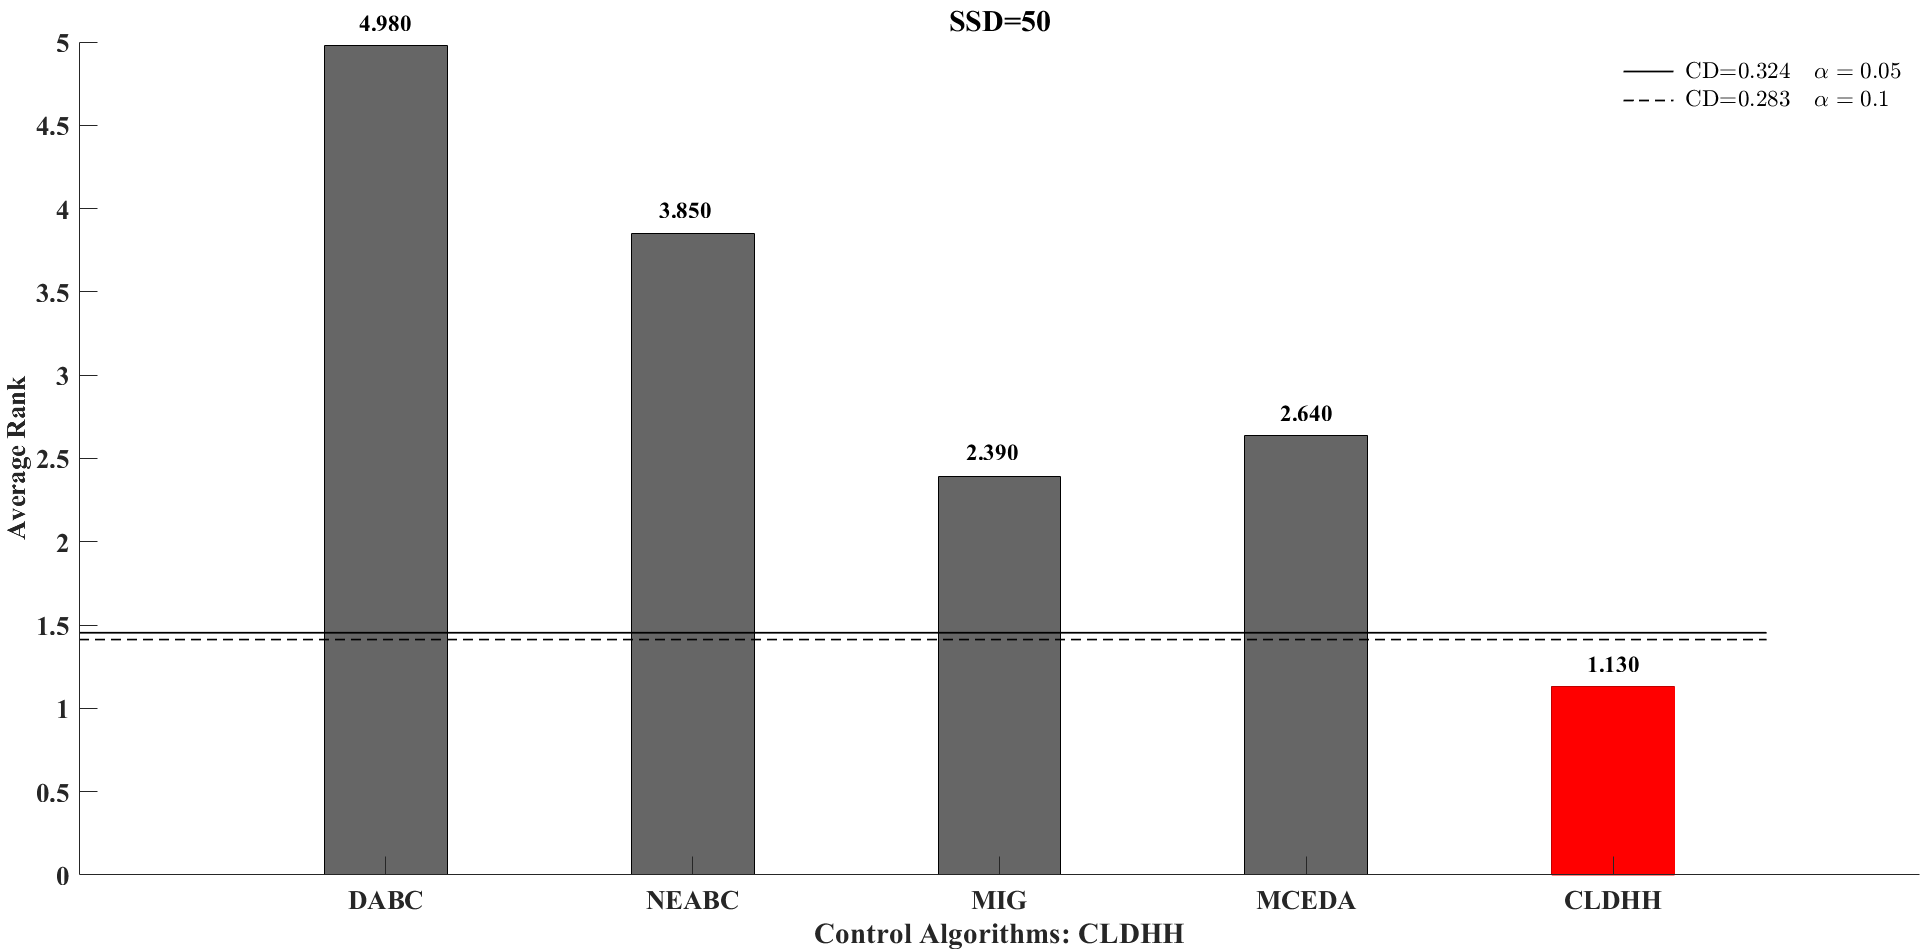 SSD=50
CD=0.324 α = 0.05
CD=0.283 α = 0.1
Average Rank
5
4.5
4
3.5
3
2.5
2
1.5
1
0.5
0
4.980
3.850
2.390
2.640
1.130
DABC NEABC MIG MCEDA CLDHH
Control Algorithms: CLDHH